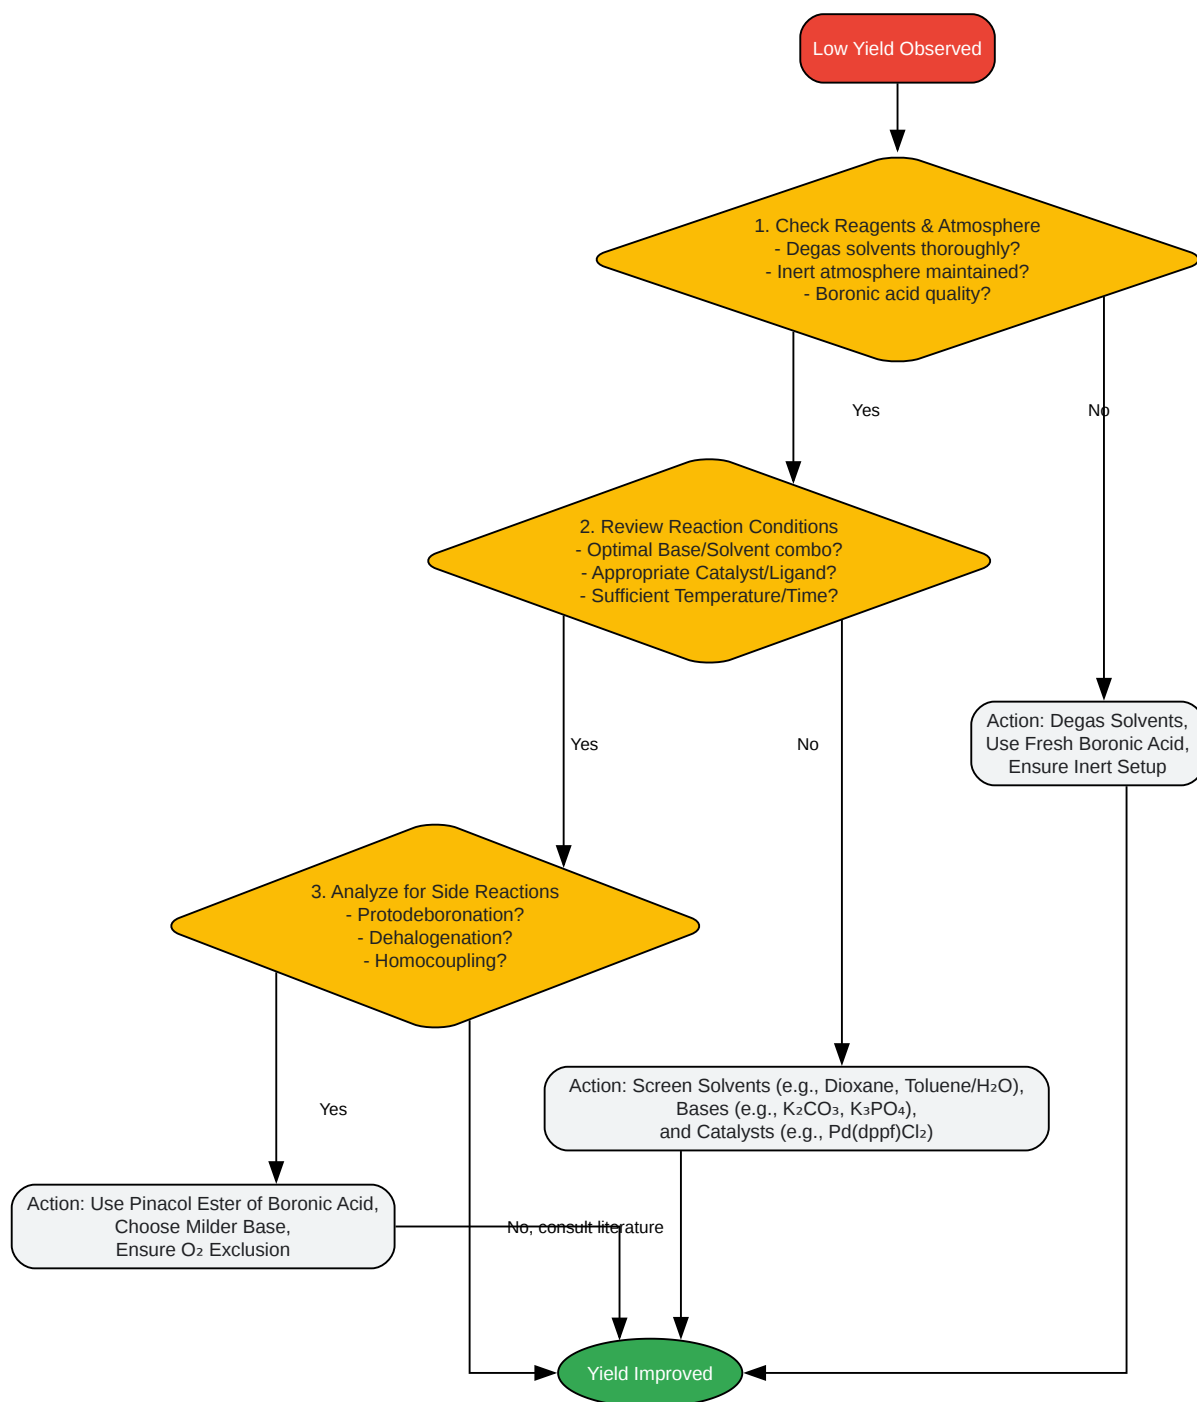 Low Yield Observed
1. Check Reagents & Atmosphere
- Degas solvents thoroughly?
- Inert atmosphere maintained?
- Boronic acid quality?
Yes
No
2. Review Reaction Conditions
- Optimal Base/Solvent combo?
- Appropriate Catalyst/Ligand?
- Sufficient Temperature/Time?
Action: Degas Solvents,
Use Fresh Boronic Acid,
Ensure Inert Setup
Yes
No
3. Analyze for Side Reactions
- Protodeboronation?
- Dehalogenation?
- Homocoupling?
Action: Screen Solvents (e.g., Dioxane, Toluene/H₂O),
Bases (e.g., K₂CO₃, K₃PO₄),
and Catalysts (e.g., Pd(dppf)Cl₂)
Yes
Action: Use Pinacol Ester of Boronic Acid,
Choose Milder Base,
Ensure O₂ Exclusion
No, consult literature
Yield Improved